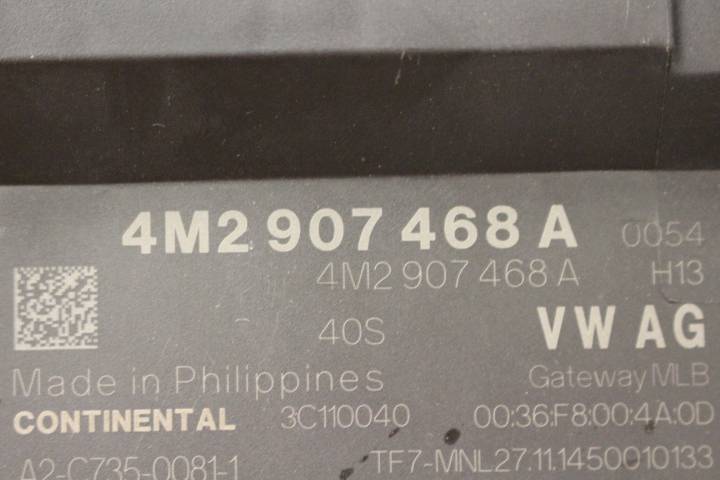 4M2 907 468 A 0054
4M2 907 468 A H13
40S VW AG
Made in Philippines Gateway MLB
CONTINENTAL 3C110040 00:36:F8:00:4A:0D
A2-C735-0081-1 TF7-MNL27.11.1450010133